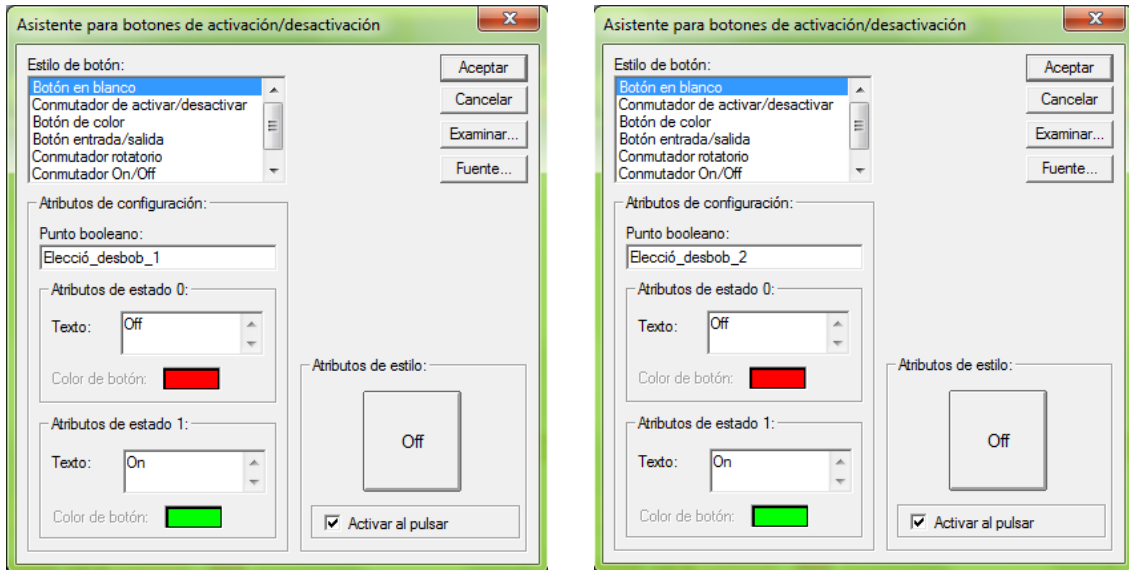 Asistente para botones de activación/desactivación
Estilo de botón:
Botón en blanco
Conmutador de activar/desactivar
Botón de color
Botón entrada/salida
Conmutador rotatorio
Conmutador On/Off
Aceptar
Cancelar
Examinar...
Fuente...
Atributos de configuración:
Punto booleano:
Elecció_desbob_1
Atributos de estado 0:
Texto:
Off
Color de botón:
Atributos de estado 1:
Texto:
On
Color de botón:
Atributos de estilo:
Off
Activar al pulsar
Asistente para botones de activación/desactivación
Estilo de botón:
Botón en blanco
Conmutador de activar/desactivar
Botón de color
Botón entrada/salida
Conmutador rotatorio
Conmutador On/Off
Aceptar
Cancelar
Examinar...
Fuente...
Atributos de configuración:
Punto booleano:
Elecció_desbob_2
Atributos de estado 0:
Texto:
Off
Color de botón:
Atributos de estado 1:
Texto:
On
Color de botón:
Atributos de estilo:
Off
Activar al pulsar